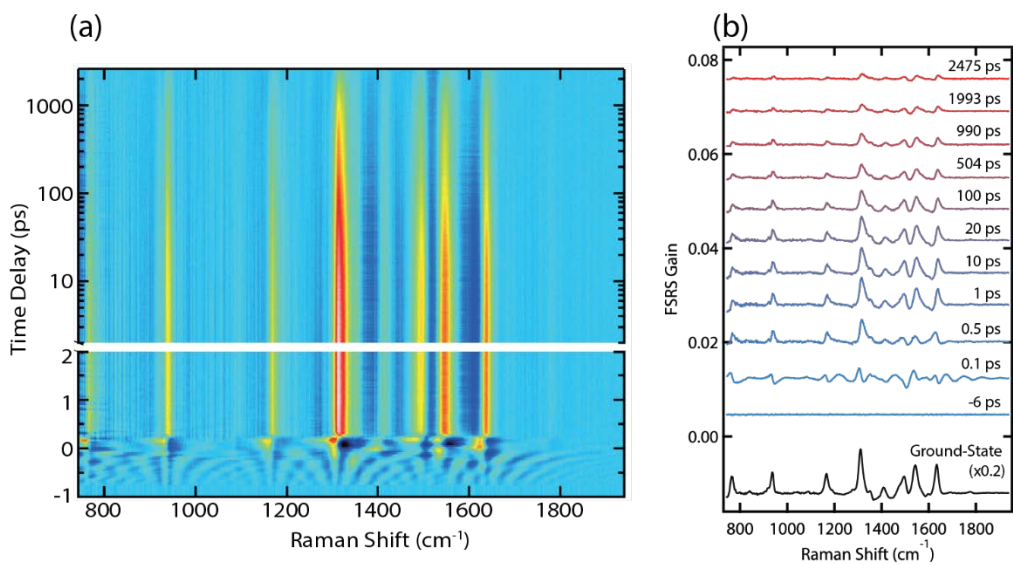 (a)
1000
100
10
2
1
0
-1
Time Delay (ps)
800
1000
1200
1400
1600
1800
Raman Shift (cm⁻¹)
(b)
0.08
0.06
0.04
0.02
0.00
FSRS Gain
2475 ps
1993 ps
990 ps
504 ps
100 ps
20 ps
10 ps
1 ps
0.5 ps
0.1 ps
-6 ps
Ground-State
(x0.2)
800
1000
1200
1400
1600
1800
Raman Shift (cm⁻¹)